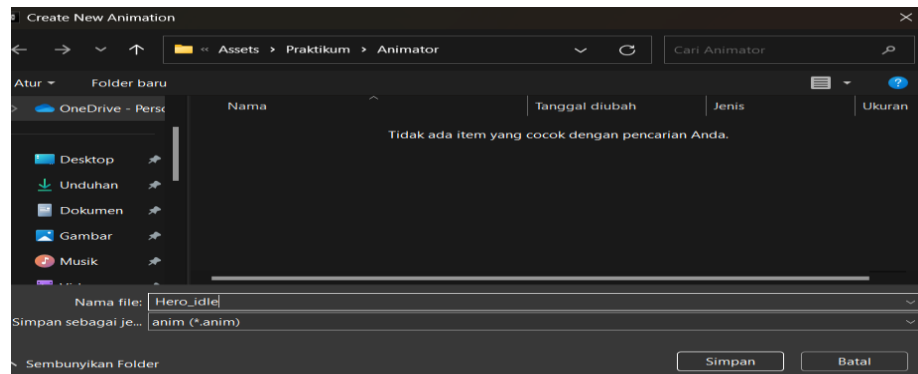 Create New Animation
« Assets > Praktikum > Animator
Cari Animator
Atur
Folder baru
OneDrive - Perso
Nama
Tanggal diubah
Jenis
Ukuran
Tidak ada item yang cocok dengan pencarian Anda.
Desktop
Unduhan
Dokumen
Gambar
Musik
Nama file: Hero_idle
Simpan sebagai je... anim (*.anim)
Sembunyikan Folder
Simpan
Batal